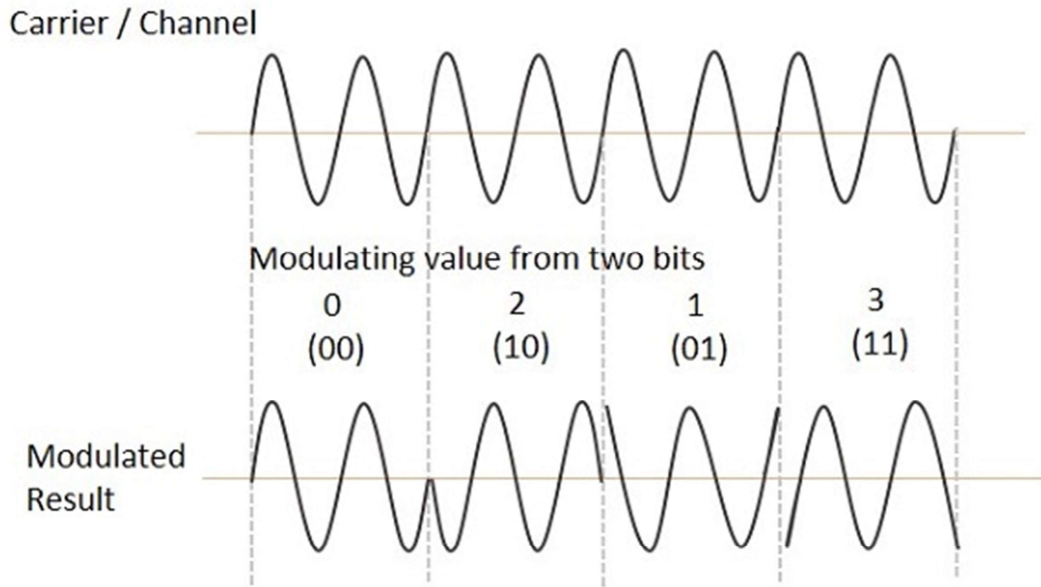 Carrier / Channel
Modulating value from two bits
0 2 1 3
(00) (10) (01) (11)
Modulated
Result